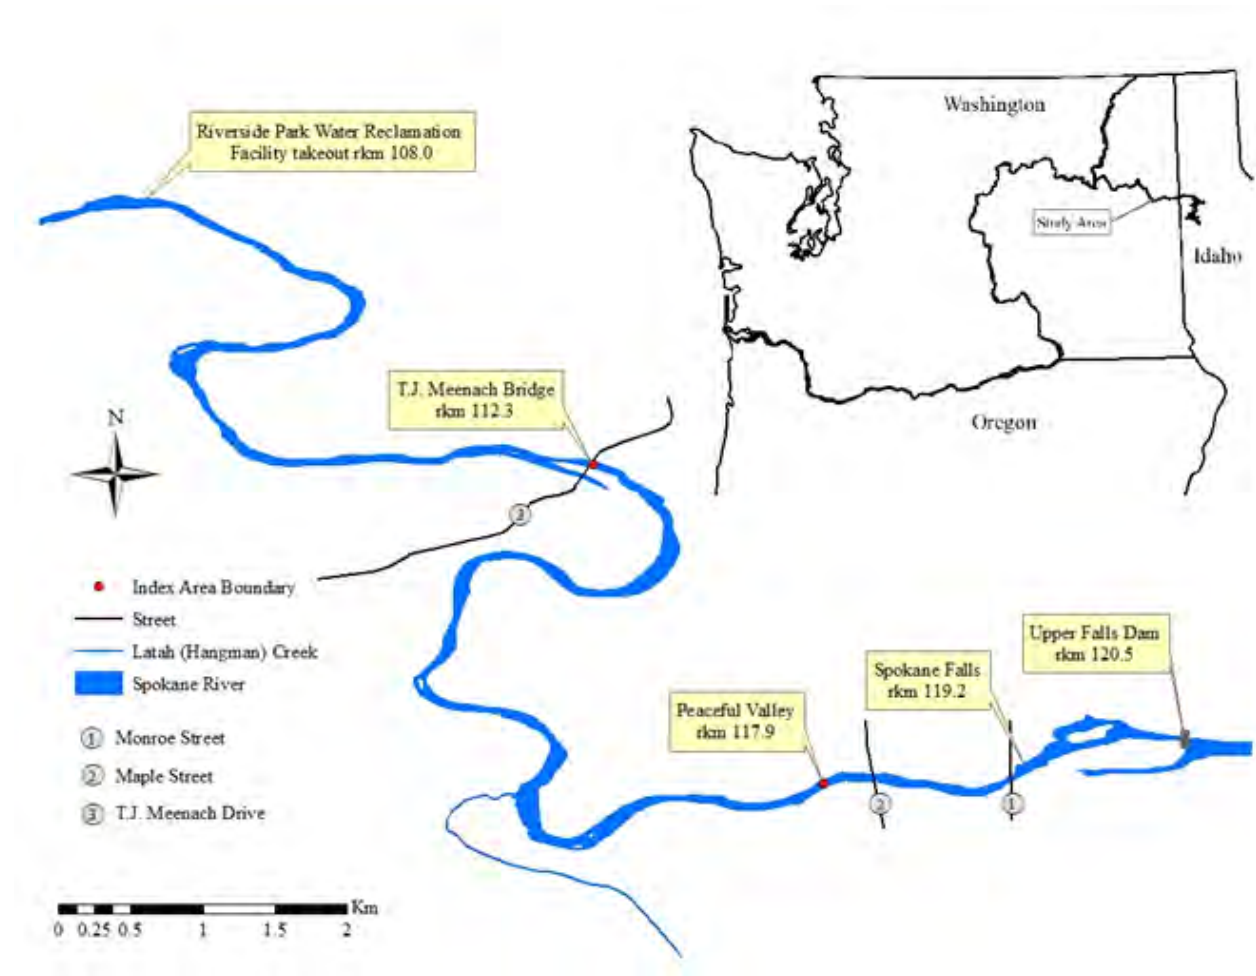 Washington
Riverside Park Water Reclamation
Facility takeout rkm 108.0
Study Area
Idaho
T.J. Meenach Bridge
rkm 112.3
N
Oregon
3
Index Area Boundary
Street
Latah (Hangman) Creek
Spokane River
Upper Falls Dam
rkm 120.5
Spokane Falls
rkm 119.2
Peaceful Valley
rkm 117.9
1 Monroe Street
2 Maple Street
3 T.J. Meenach Drive
2
1
Km
0 0.25 0.5 1 2